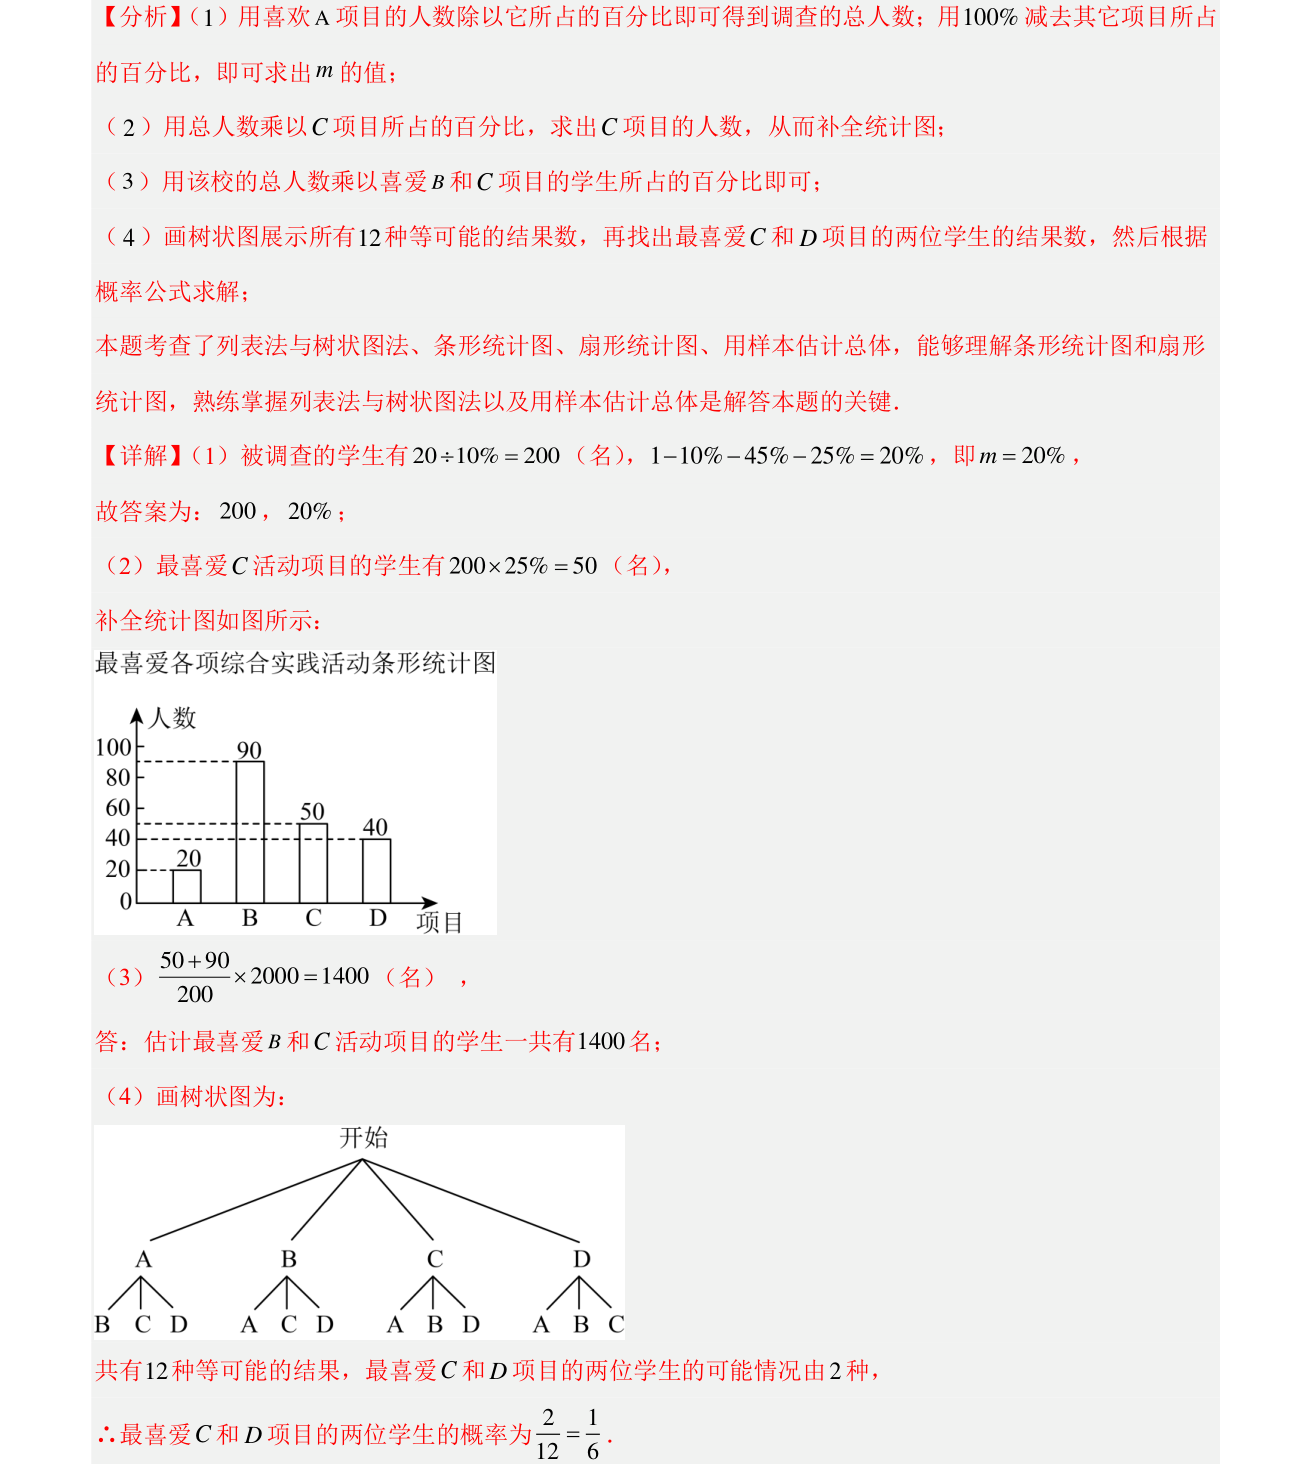 【分析】（1）用喜欢A项目的人数除以它所占的百分比即可得到调查的总人数；用100%减去其它项目所占
的百分比，即可求出m的值；
（2）用总人数乘以C项目所占的百分比，求出C项目的人数，从而补全统计图；
（3）用该校的总人数乘以喜爱B和C项目的学生所占的百分比即可；
（4）画树状图展示所有12种等可能的结果数，再找出最喜爱C和D项目的两位学生的结果数，然后根据
概率公式求解；
本题考查了列表法与树状图法、条形统计图、扇形统计图、用样本估计总体，能够理解条形统计图和扇形
统计图，熟练掌握列表法与树状图法以及用样本估计总体是解答本题的关键．
【详解】（1）被调查的学生有20÷10%=200（名），1−10%−45%−25%=20%，即m=20%，
故答案为：200，20%；
（2）最喜爱C活动项目的学生有200×25%=50（名），
补全统计图如图所示：
最喜爱各项综合实践活动条形统计图
人数
100
90
80
60
50
40
40
20
20
0
A B C D 项目
（3）(50+90)/200×2000=1400（名），
答：估计最喜爱B和C活动项目的学生一共有1400名；
（4）画树状图为：
开始
A B C D
B C D A C D A B D A B C
共有12种等可能的结果，最喜爱C和D项目的两位学生的可能情况由2种，
∴最喜爱C和D项目的两位学生的概率为2/12=1/6．